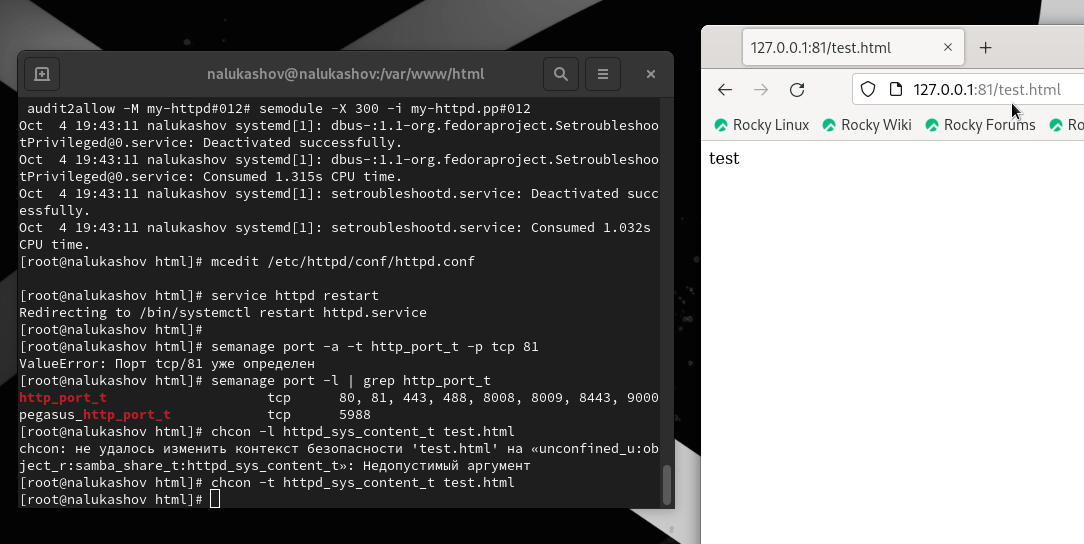 nalukashov@nalukashov:/var/www/html
audit2allow -M my-httpd#012# semodule -X 300 -i my-httpd.pp#012
Oct  4 19:43:11 nalukashov systemd[1]: dbus-:1.1-org.fedoraproject.Setroubleshoo
tPrivileged@0.service: Deactivated successfully.
Oct  4 19:43:11 nalukashov systemd[1]: dbus-:1.1-org.fedoraproject.Setroubleshoo
tPrivileged@0.service: Consumed 1.315s CPU time.
Oct  4 19:43:11 nalukashov systemd[1]: setroubleshootd.service: Deactivated succ
essfully.
Oct  4 19:43:11 nalukashov systemd[1]: setroubleshootd.service: Consumed 1.032s
CPU time.
[root@nalukashov html]# mcedit /etc/httpd/conf/httpd.conf
[root@nalukashov html]# service httpd restart
Redirecting to /bin/systemctl restart httpd.service
[root@nalukashov html]#
[root@nalukashov html]# semanage port -a -t http_port_t -p tcp 81
ValueError: Порт tcp/81 уже определен
[root@nalukashov html]# semanage port -l | grep http_port_t
http_port_t                    tcp      80, 81, 443, 488, 8008, 8009, 8443, 9000
pegasus_http_port_t            tcp      5988
[root@nalukashov html]# chcon -l httpd_sys_content_t test.html
chcon: не удалось изменить контекст безопасности 'test.html' на «unconfined_u:ob
ject_r:samba_share_t:httpd_sys_content_t»: Недопустимый аргумент
[root@nalukashov html]# chcon -t httpd_sys_content_t test.html
[root@nalukashov html]#
127.0.0.1:81/test.html
127.0.0.1:81/test.html
Rocky Linux Rocky Wiki Rocky Forums Ro
test